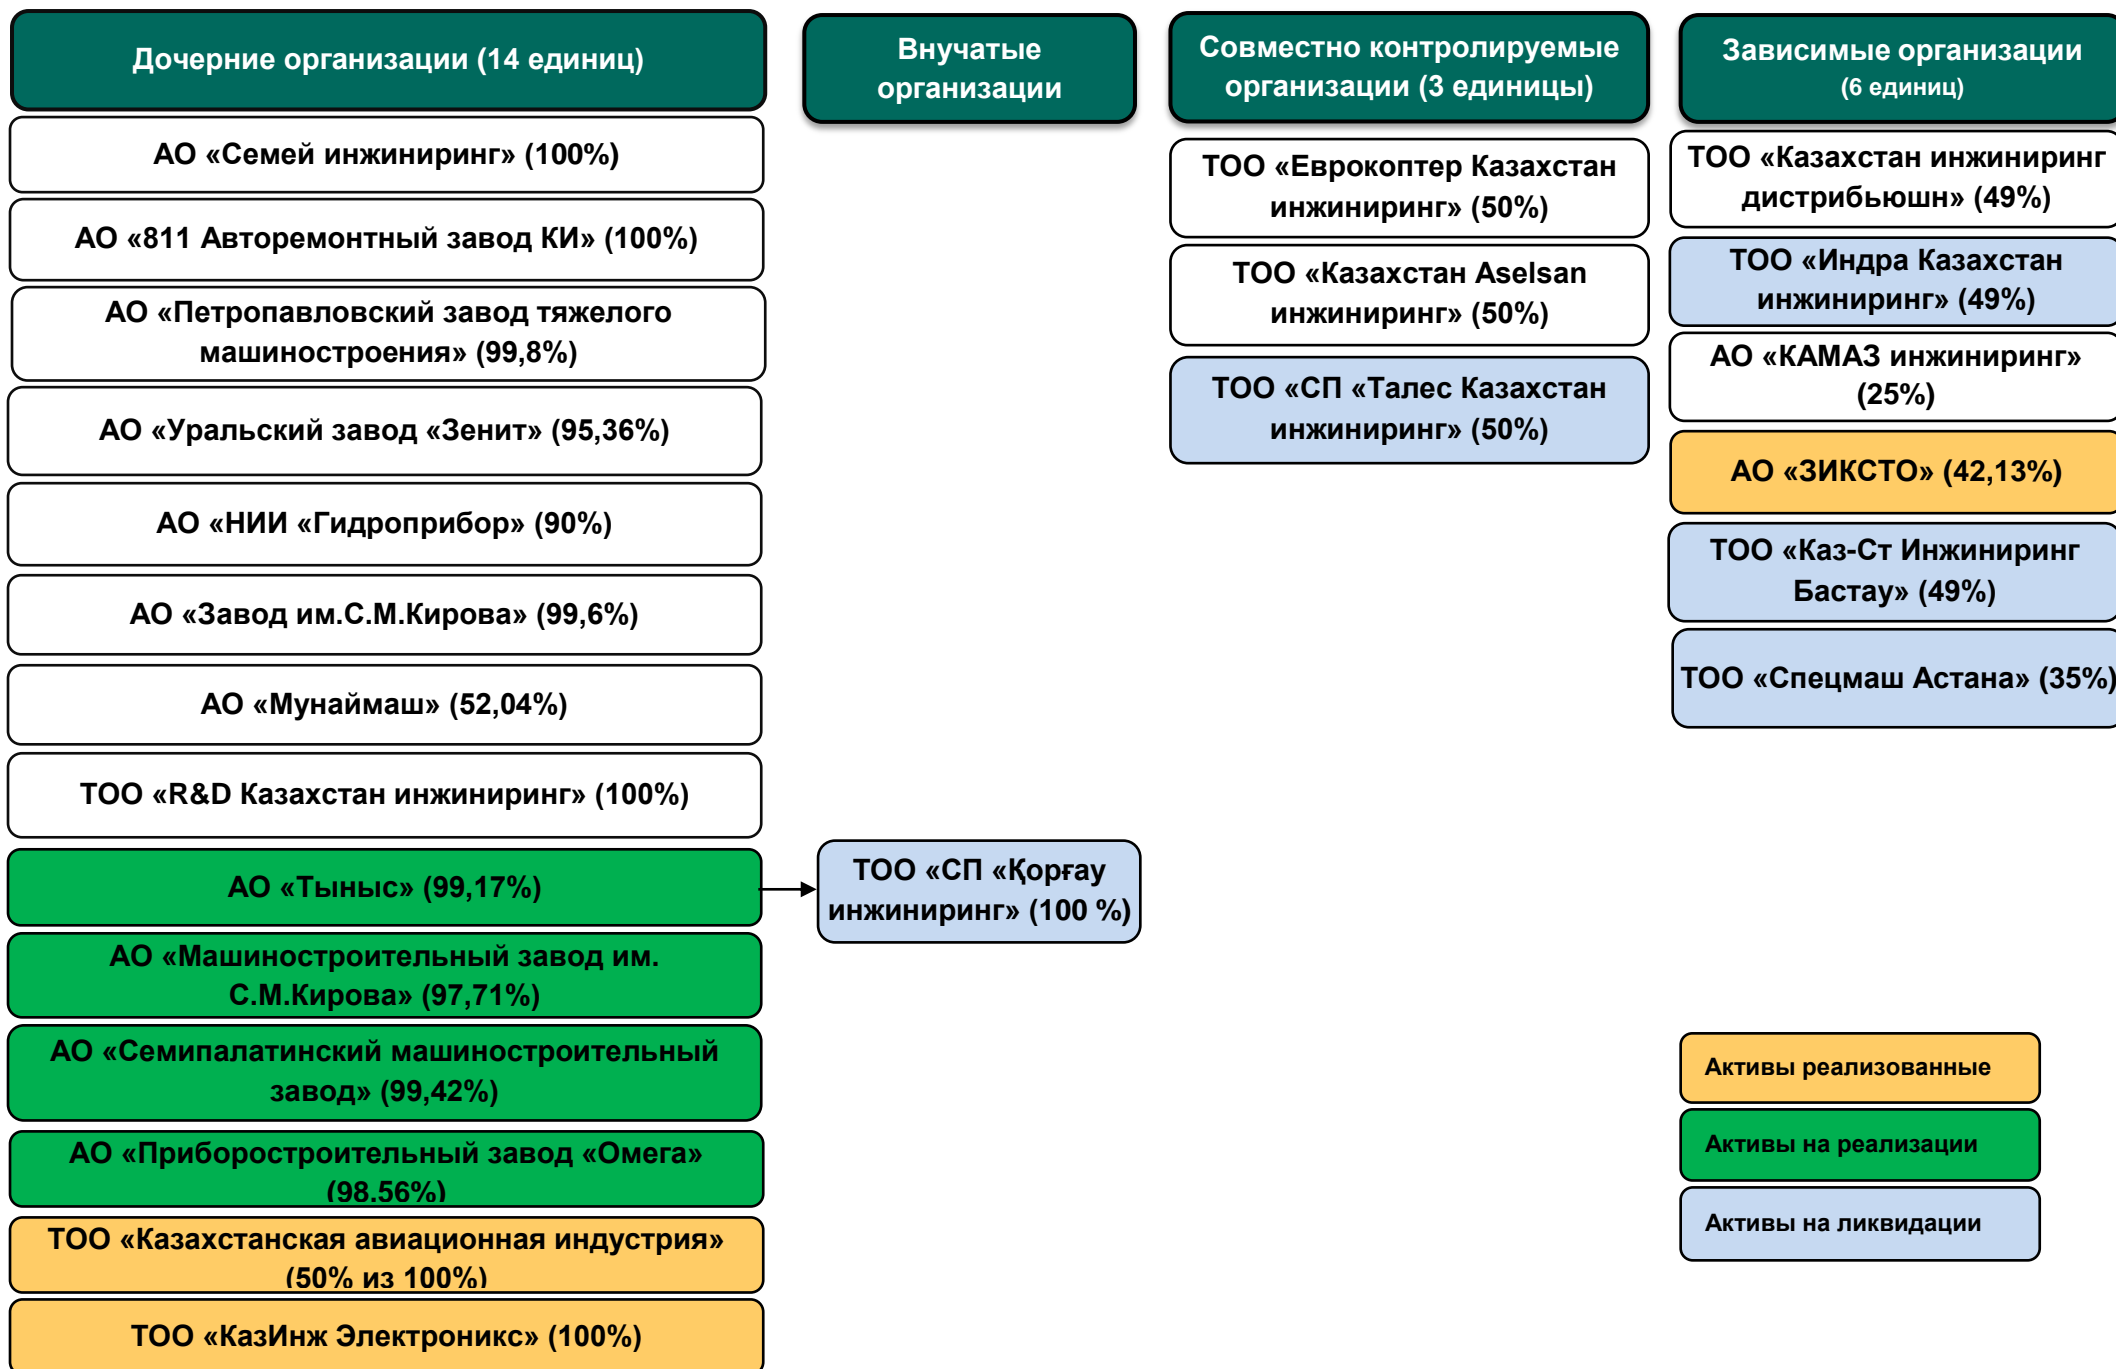 Дочерние организации (14 единиц)
АО «Семей инжиниринг» (100%)
АО «811 Авторемонтный завод КИ» (100%)
АО «Петропавловский завод тяжелого
машиностроения» (99,8%)
АО «Уральский завод «Зенит» (95,36%)
АО «НИИ «Гидроприбор» (90%)
АО «Завод им.С.М.Кирова» (99,6%)
АО «Мунаймаш» (52,04%)
ТОО «R&D Казахстан инжиниринг» (100%)
АО «Тыныс» (99,17%)
АО «Машиностроительный завод им.
С.М.Кирова» (97,71%)
АО «Семипалатинский машиностроительный
завод» (99,42%)
АО «Приборостроительный завод «Омега»
(98.56%)
ТОО «Казахстанская авиационная индустрия»
(50% из 100%)
ТОО «КазИнж Электроникс» (100%)
Внучатые
организации
ТОО «СП «Қорғау
инжиниринг» (100 %)
Совместно контролируемые
организации (3 единицы)
ТОО «Еврокоптер Казахстан
инжиниринг» (50%)
ТОО «Казахстан Aselsan
инжиниринг» (50%)
ТОО «СП «Талес Казахстан
инжиниринг» (50%)
Зависимые организации
(6 единиц)
ТОО «Казахстан инжиниринг
дистрибьюшн» (49%)
ТОО «Индра Казахстан
инжиниринг» (49%)
АО «КАМАЗ инжиниринг»
(25%)
АО «ЗИКСТО» (42,13%)
ТОО «Каз-Ст Инжиниринг
Бастау» (49%)
ТОО «Спецмаш Астана» (35%)
Активы реализованные
Активы на реализации
Активы на ликвидации